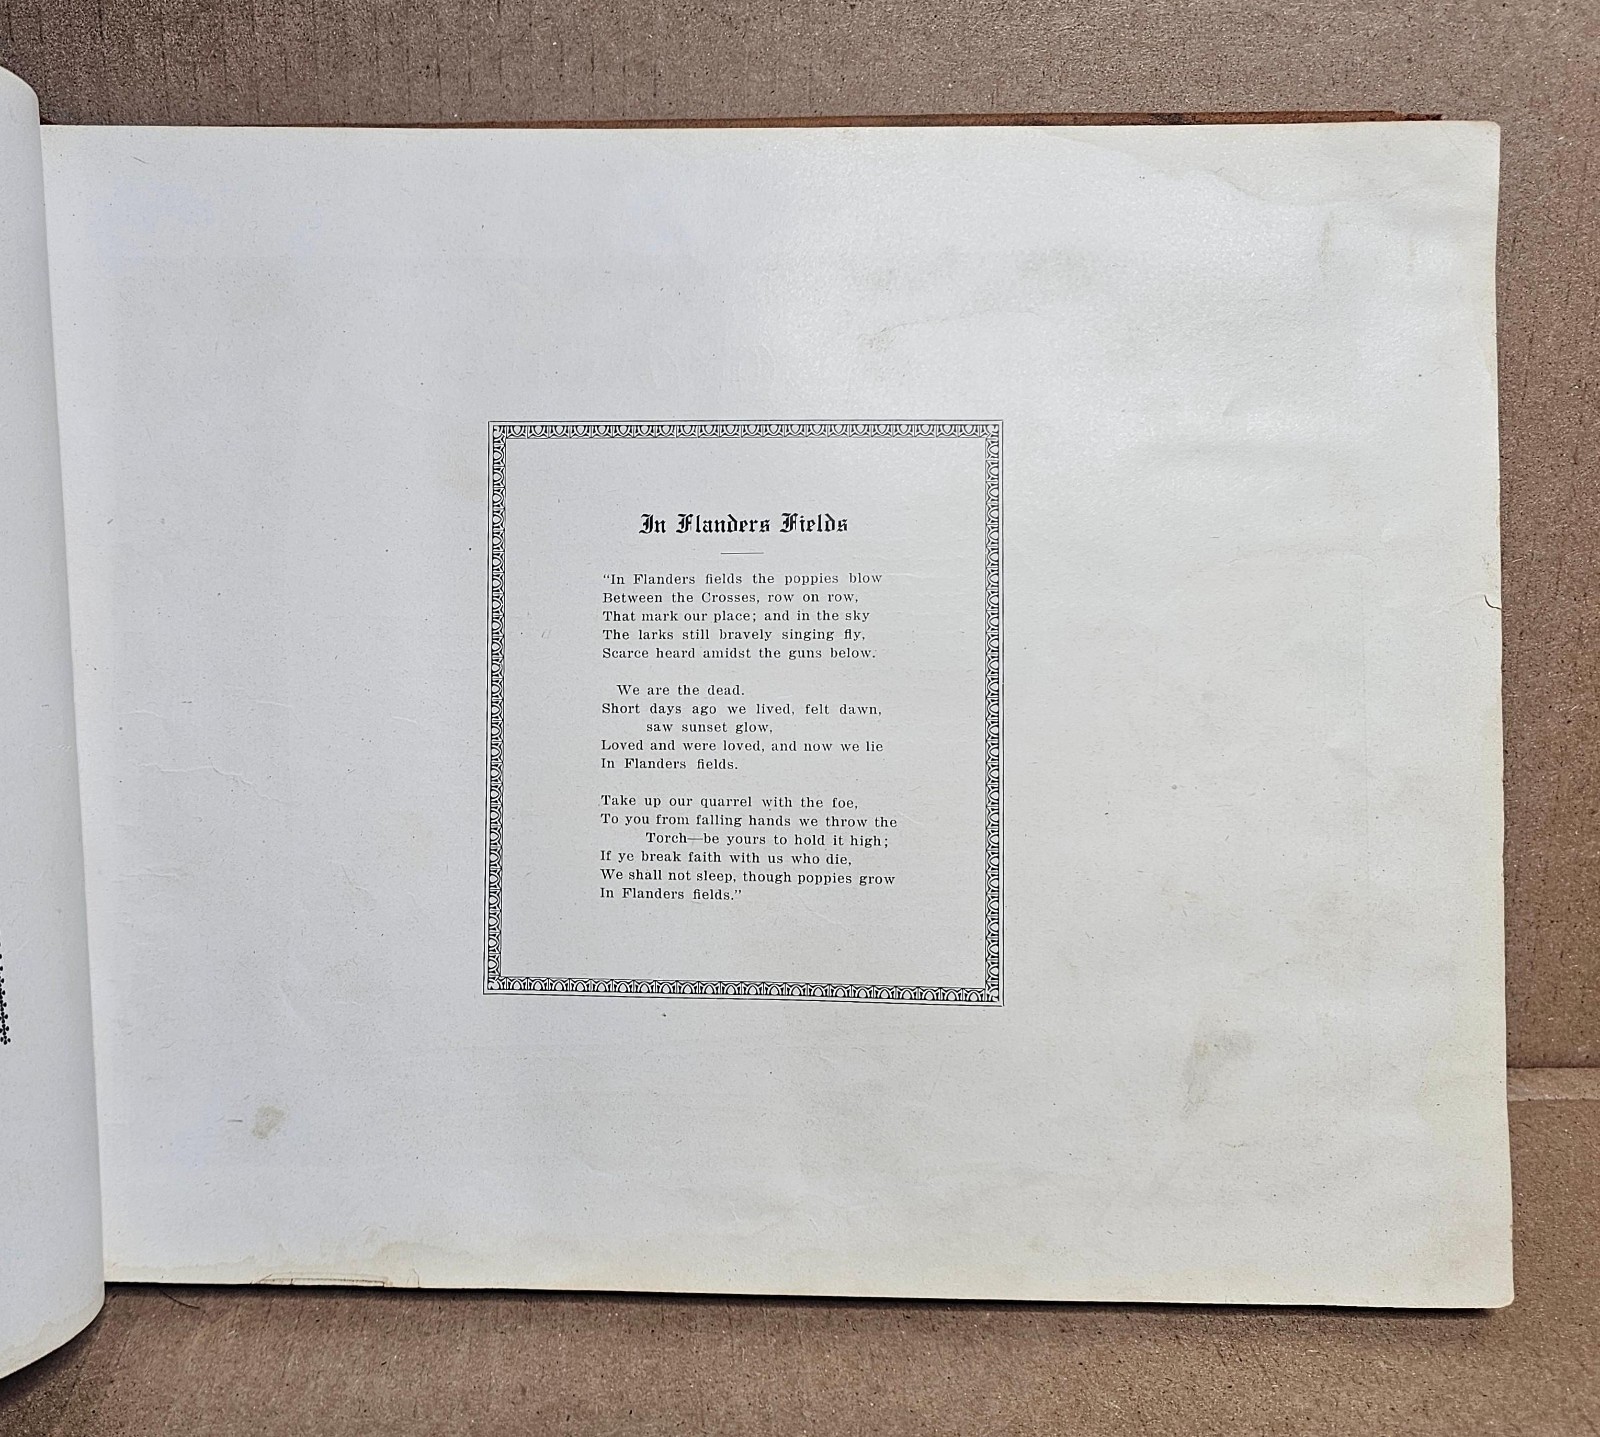 In Flanders Fields
“In Flanders fields the poppies blow
Between the Crosses, row on row,
That mark our place; and in the sky
The larks still bravely singing fly,
Scarce heard amidst the guns below.
We are the dead.
Short days ago we lived, felt dawn,
saw sunset glow,
Loved and were loved, and now we lie
In Flanders fields.
Take up our quarrel with the foe,
To you from falling hands we throw the
Torch—be yours to hold it high;
If ye break faith with us who die,
We shall not sleep, though poppies grow
In Flanders fields.”